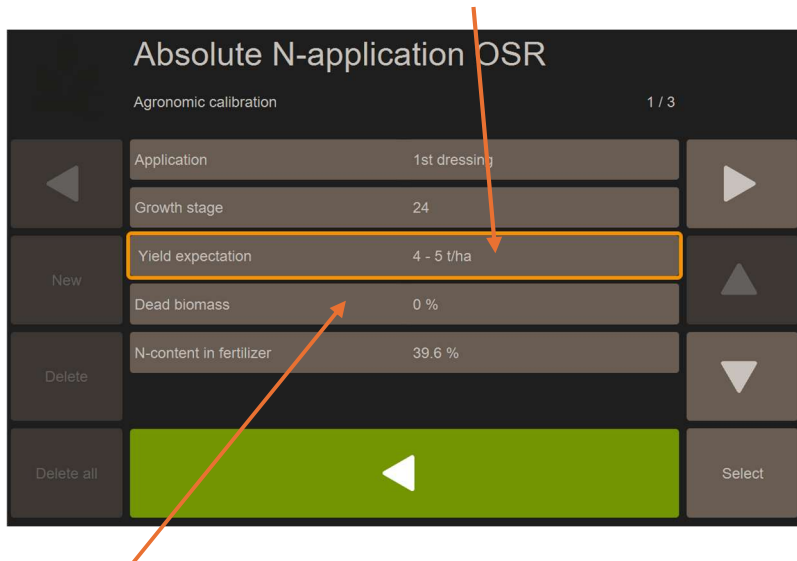 Absolute N-application OSR
Agronomic calibration 1 / 3
Application 1st dressing
Growth stage 24
Yield expectation 4 - 5 t/ha
New
Dead biomass 0 %
N-content in fertilizer 39.6 %
Delete
Delete all
Select